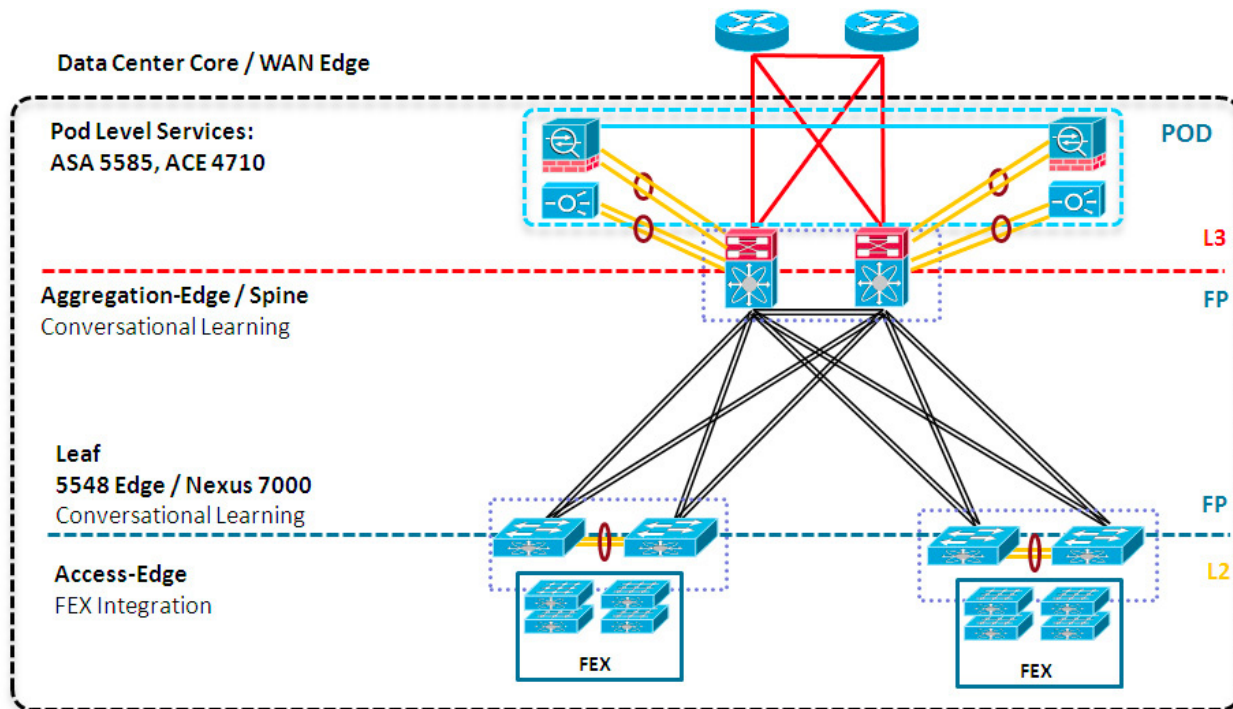 Data Center Core / WAN Edge
Pod Level Services:
ASA 5585, ACE 4710
POD
L3
Aggregation-Edge / Spine
Conversational Learning
FP
Leaf
5548 Edge / Nexus 7000
Conversational Learning
FP
Access-Edge
FEX Integration
L2
FEX
FEX